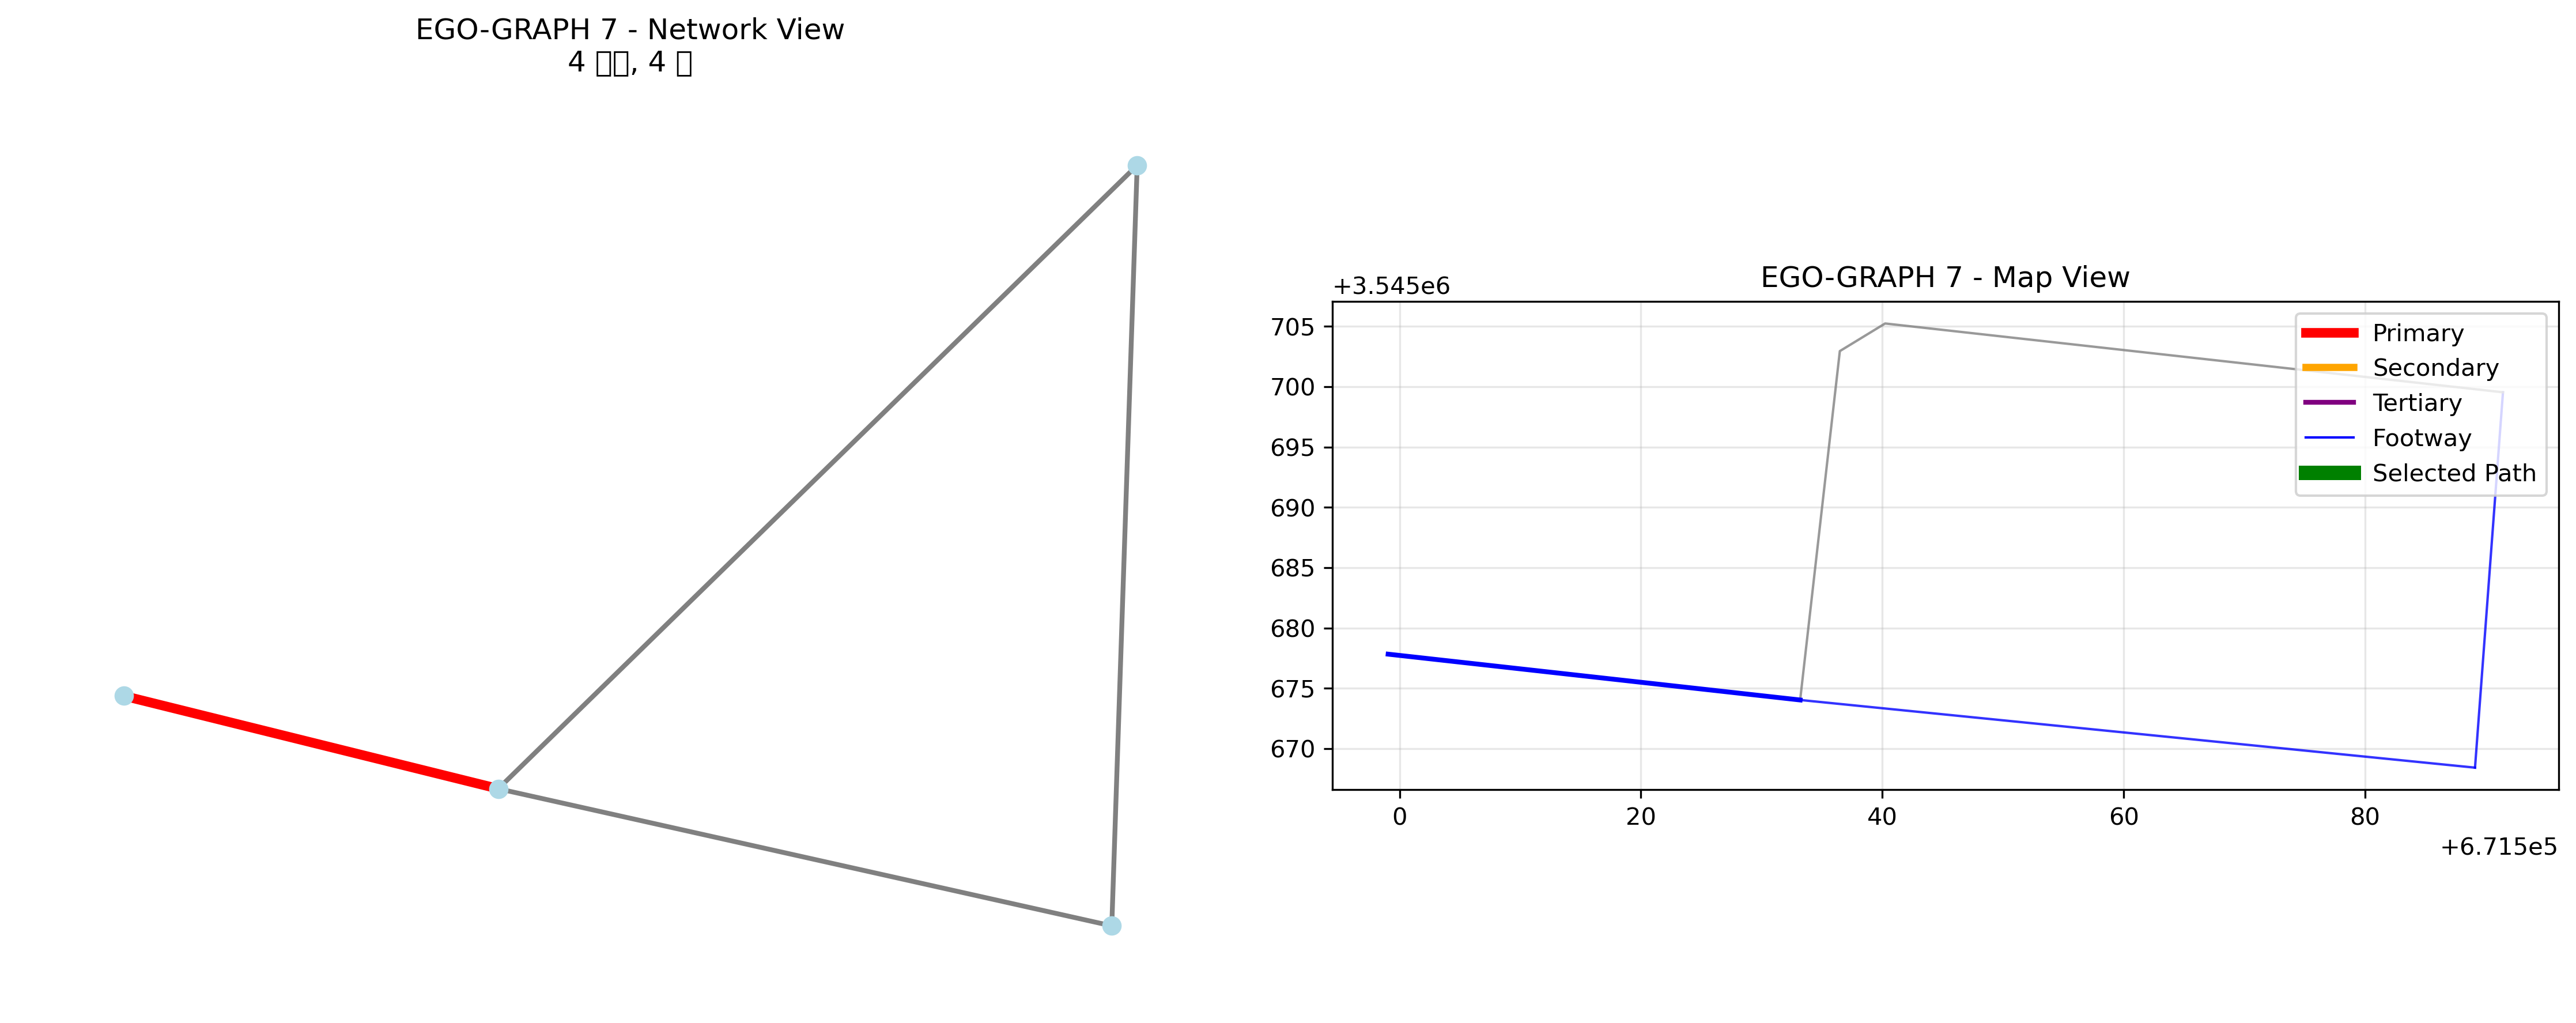 EGO-GRAPH 7 - Network View
4 , 4
EGO-GRAPH 7 - Map View
+3.545e6
705
700
695
690
685
680
675
670
0 20 40 60 80
+6.715e5
Primary
Secondary
Tertiary
Footway
Selected Path